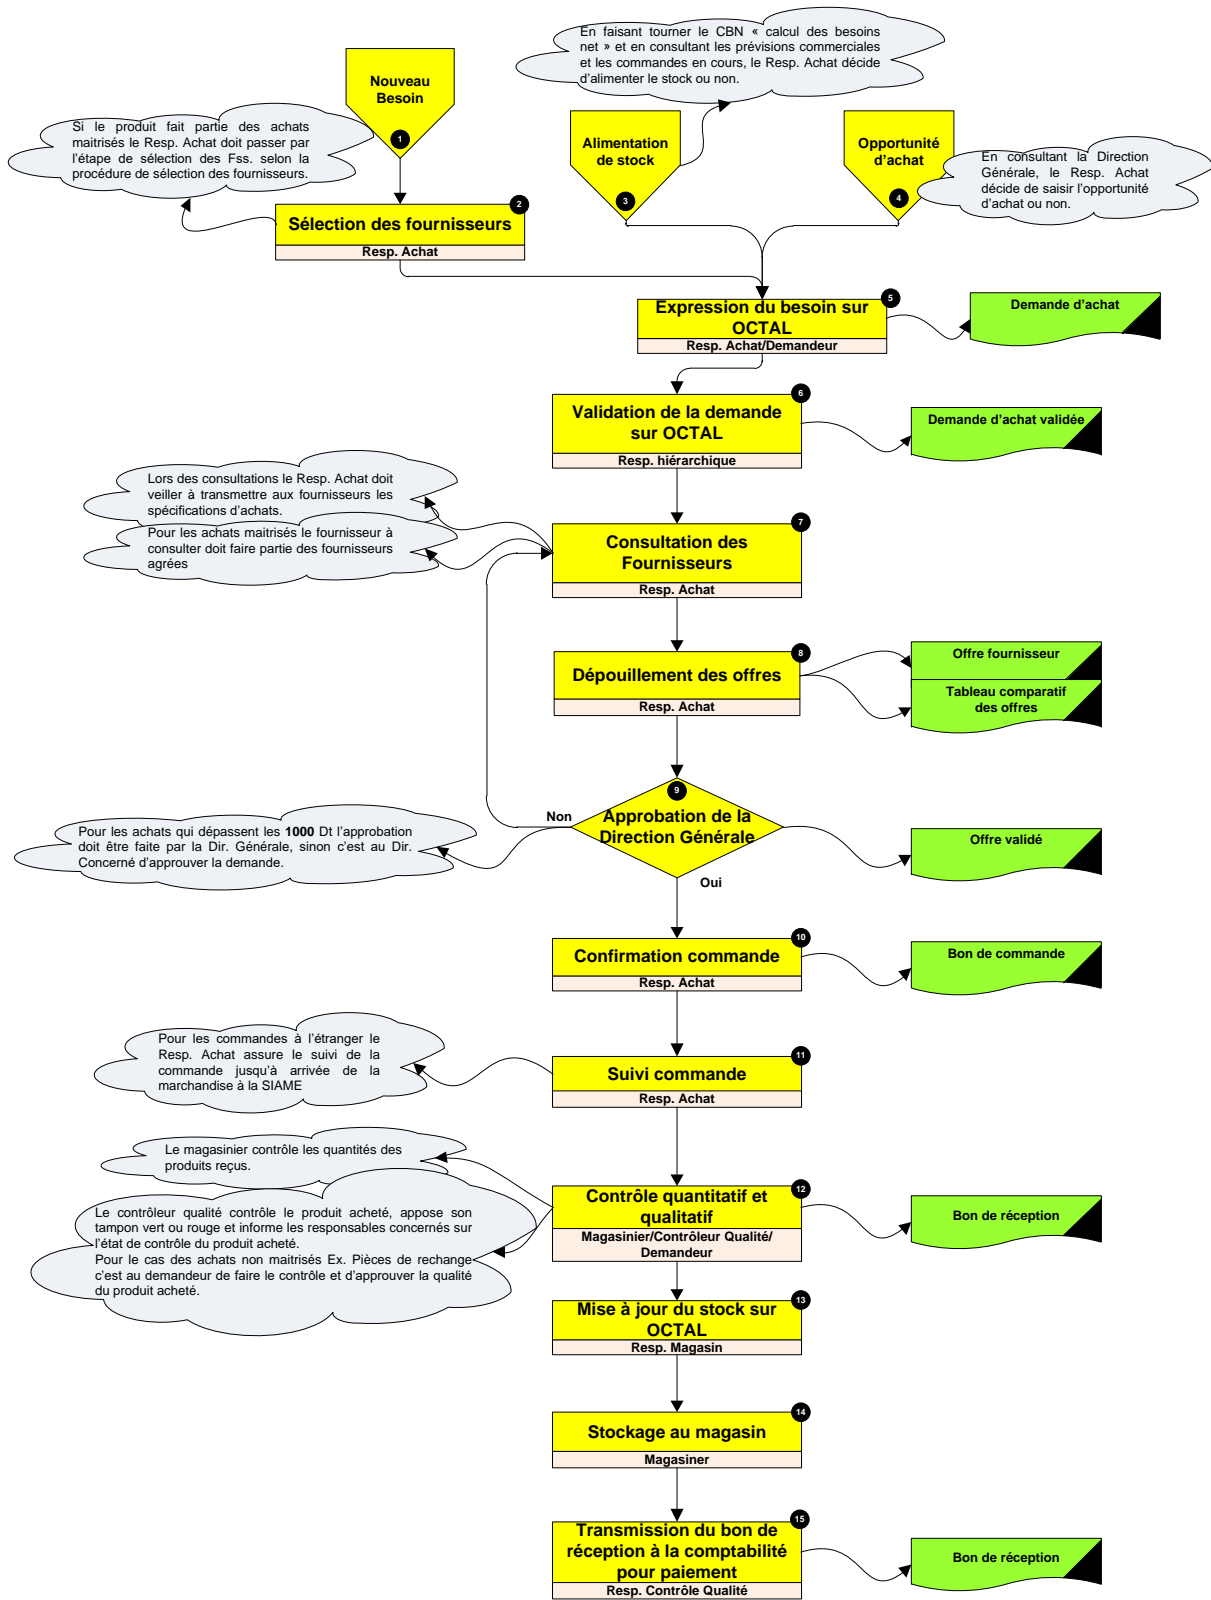 En faisant tourner le CBN « calcul des besoins
net » et en consultant les prévisions commerciales
et les commandes en cours, le Resp. Achat décide
d'alimenter le stock ou non.
Nouveau
Besoin
1
Si le produit fait partie des achats
maitrisés le Resp. Achat doit passer par
l'étape de sélection des Fss. selon la
procédure de sélection des fournisseurs.
Alimentation
de stock
3
Opportunité
d'achat
4
En consultant la Direction
Générale, le Resp. Achat
décide de saisir l'opportunité
d'achat ou non.
2
Sélection des fournisseurs
Resp. Achat
5
Expression du besoin sur
OCTAL
Resp. Achat/Demandeur
Demande d'achat
6
Validation de la demande
sur OCTAL
Resp. hiérarchique
Demande d'achat validée
Lors des consultations le Resp. Achat doit
veiller à transmettre aux fournisseurs les
spécifications d'achats.
Pour les achats maitrisés le fournisseur à
consulter doit faire partie des fournisseurs
agrées
7
Consultation des
Fournisseurs
Resp. Achat
8
Dépouillement des offres
Resp. Achat
Offre fournisseur
Tableau comparatif
des offres
9
Approbation de la
Direction Générale
Non
Oui
Pour les achats qui dépassent les 1000 Dt l'approbation
doit être faite par la Dir. Générale, sinon c'est au Dir.
Concerné d'approuver la demande.
Offre validé
10
Confirmation commande
Resp. Achat
Bon de commande
Pour les commandes à l'étranger le
Resp. Achat assure le suivi de la
commande jusqu'à arrivée de la
marchandise à la SIAME
11
Suivi commande
Resp. Achat
Le magasinier contrôle les quantités des
produits reçus.
Le contrôleur qualité contrôle le produit acheté, appose son
tampon vert ou rouge et informe les responsables concernés sur
l'état de contrôle du produit acheté.
Pour le cas des achats non maitrisés Ex. Pièces de rechange
c'est au demandeur de faire le contrôle et d'approuver la qualité
du produit acheté.
12
Contrôle quantitatif et
qualitatif
Magasinier/Contrôleur Qualité/
Demandeur
Bon de réception
13
Mise à jour du stock sur
OCTAL
Resp. Magasin
14
Stockage au magasin
Magasiner
15
Transmission du bon de
réception à la comptabilité
pour paiement
Resp. Contrôle Qualité
Bon de réception